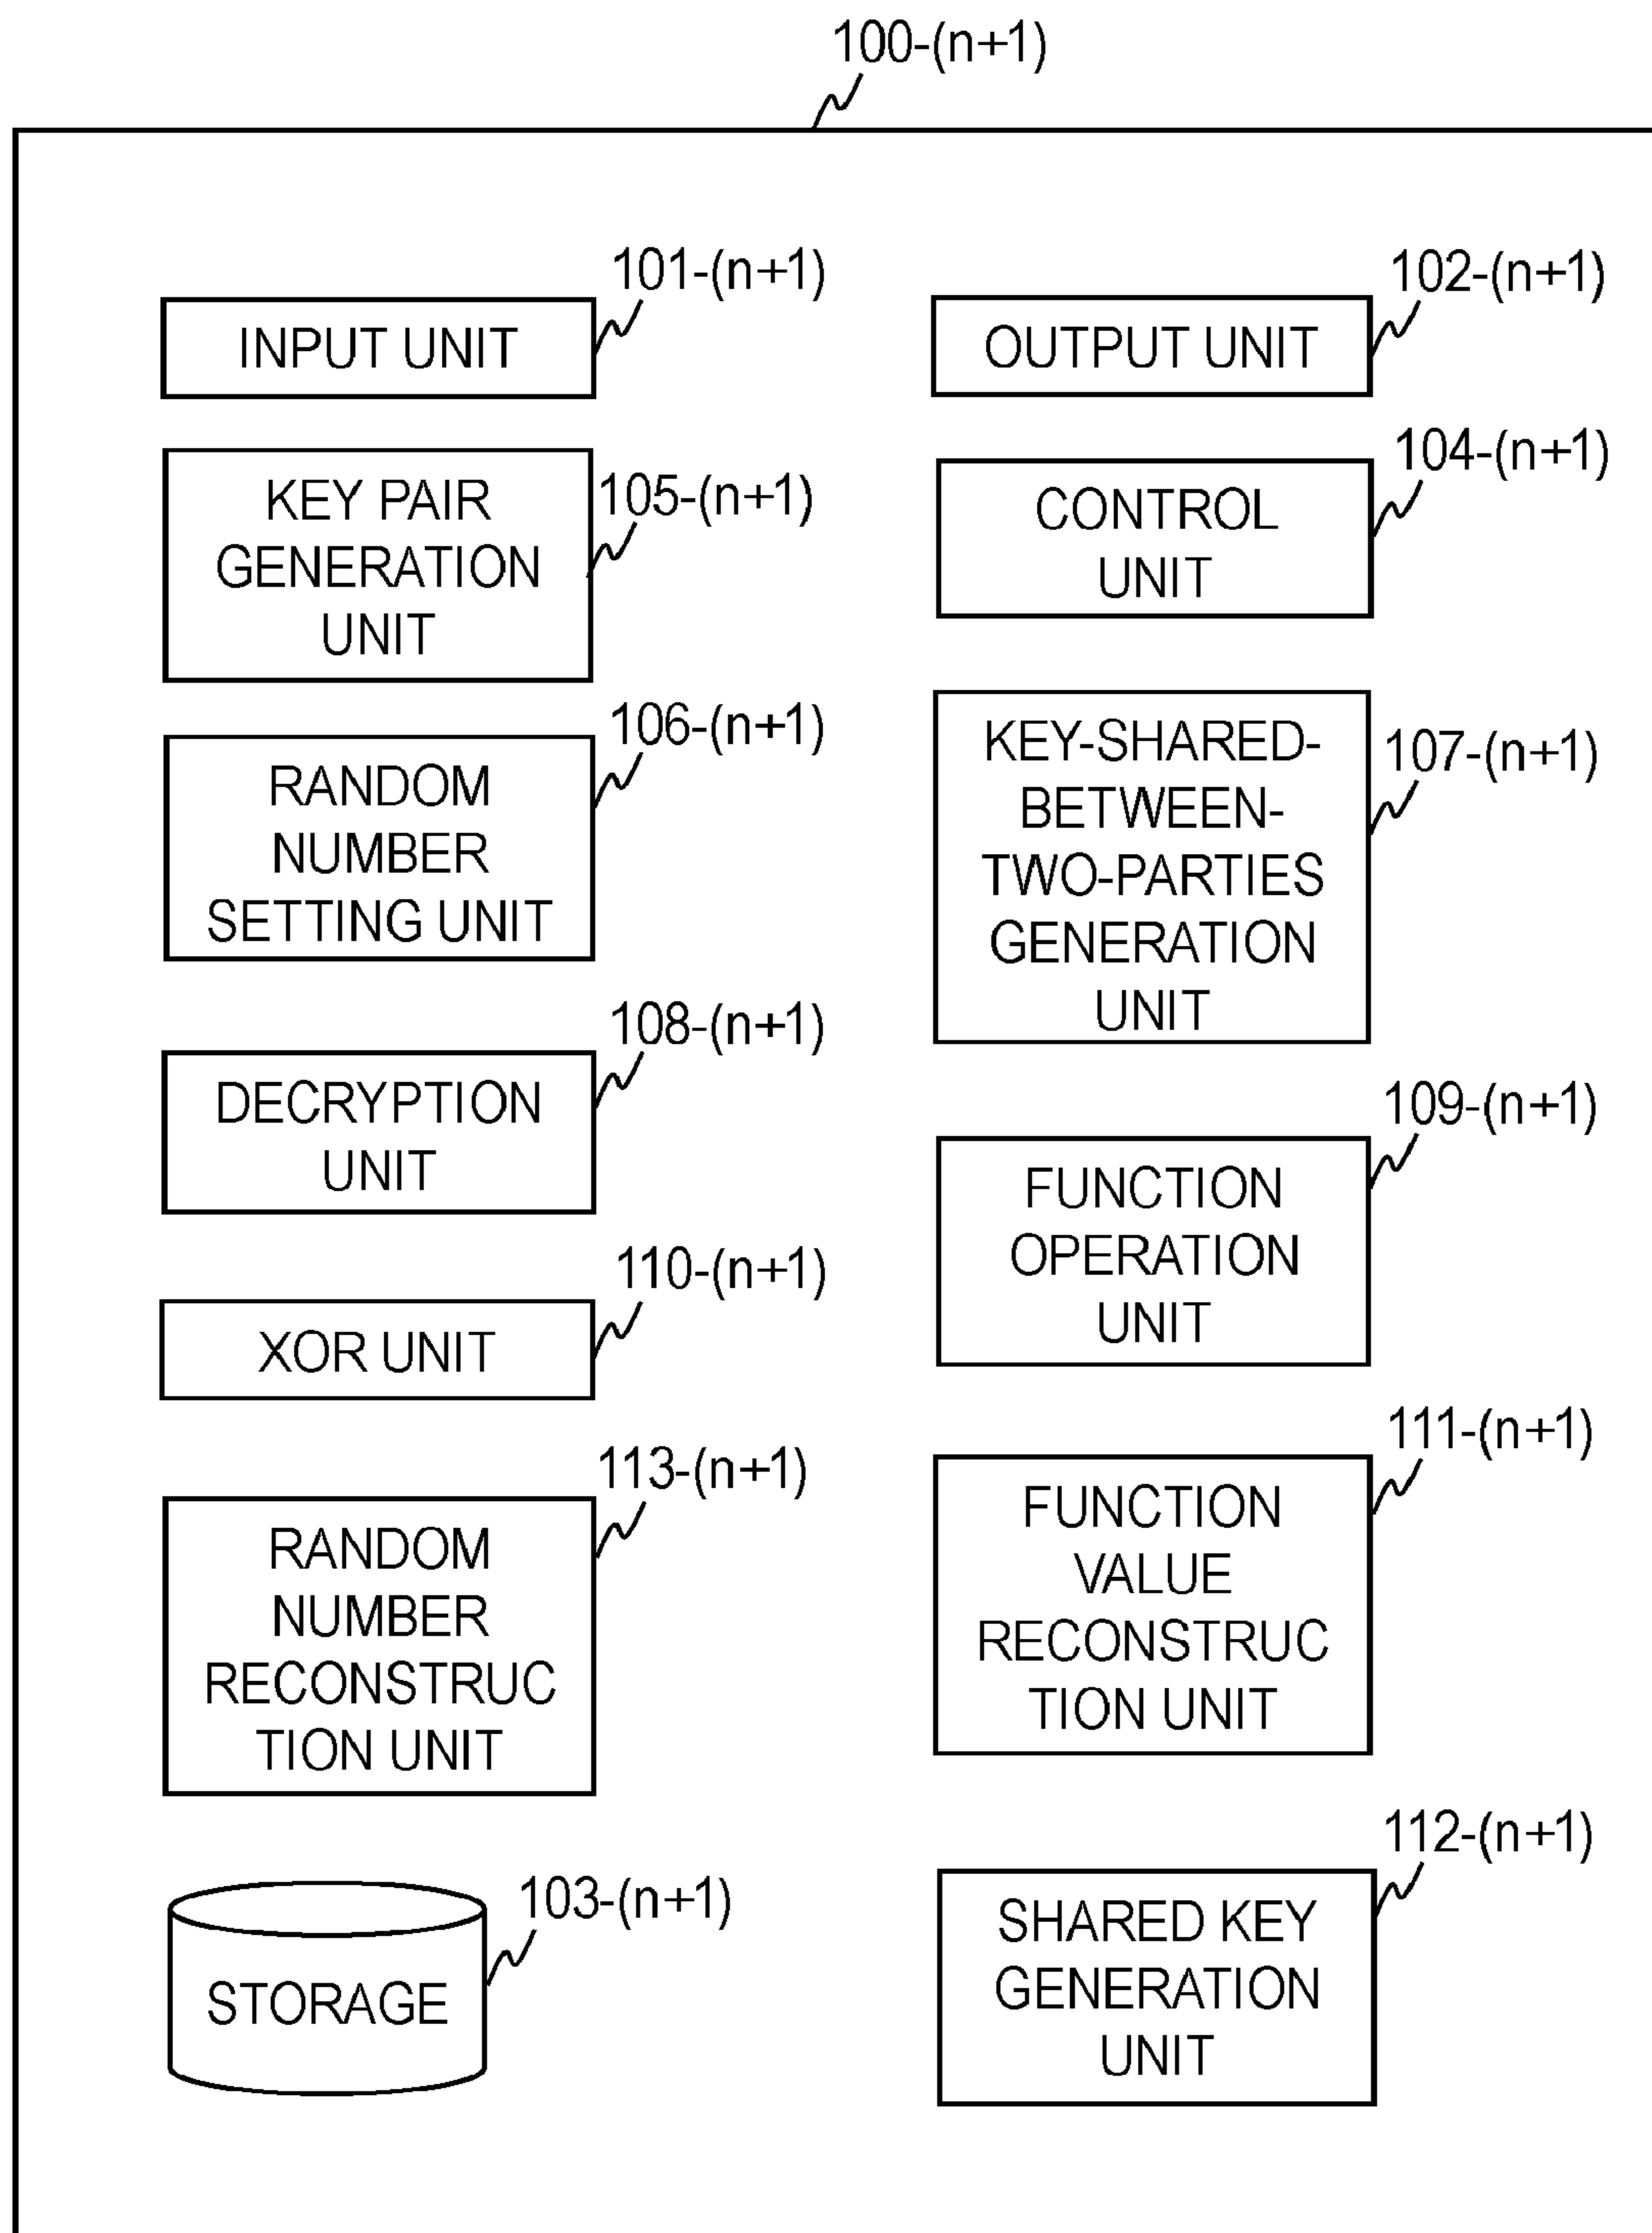 100-(n+1)
101-(n+1)
INPUT UNIT
102-(n+1)
OUTPUT UNIT
105-(n+1)
KEY PAIR
GENERATION
UNIT
104-(n+1)
CONTROL
UNIT
106-(n+1)
RANDOM
NUMBER
SETTING UNIT
107-(n+1)
KEY-SHARED-
BETWEEN-
TWO-PARTIES
GENERATION
UNIT
108-(n+1)
DECRYPTION
UNIT
109-(n+1)
FUNCTION
OPERATION
UNIT
110-(n+1)
XOR UNIT
111-(n+1)
FUNCTION
VALUE
RECONSTRUC
TION UNIT
113-(n+1)
RANDOM
NUMBER
RECONSTRUC
TION UNIT
112-(n+1)
SHARED KEY
GENERATION
UNIT
103-(n+1)
STORAGE